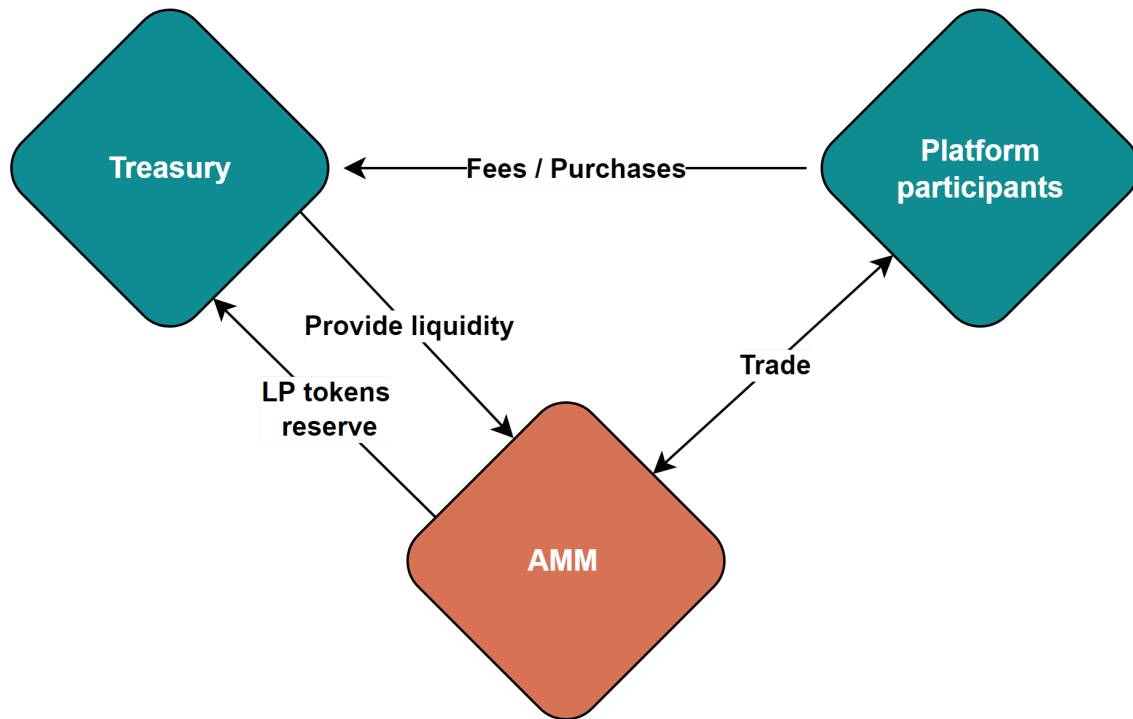 Treasury
Fees / Purchases
Platform
participants
Provide liquidity
Trade
LP tokens
reserve
AMM